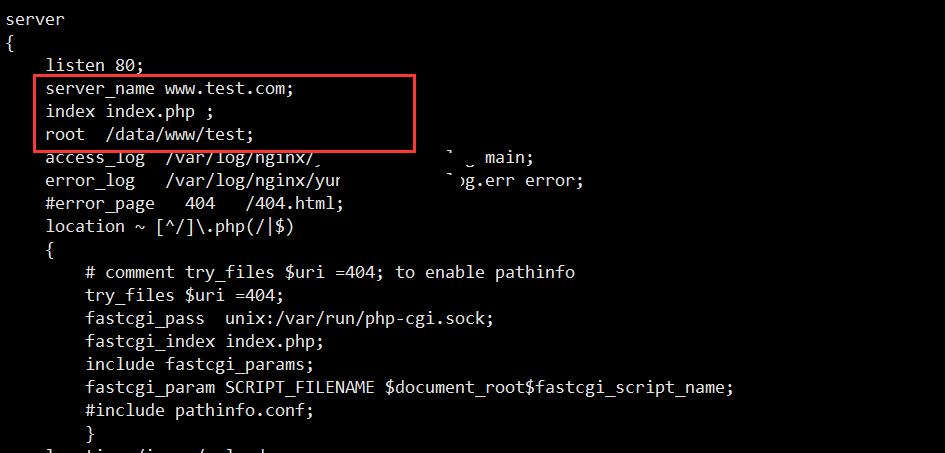 server
{
listen 80;
server_name www.test.com;
index index.php ;
root /data/www/test;
access_log /var/log/nginx/ main;
error_log /var/log/nginx/yur og.err error;
#error_page 404 /404.html;
location ~ [^/]\.php(/|$)
{
# comment try_files $uri =404; to enable pathinfo
try_files $uri =404;
fastcgi_pass unix:/var/run/php-cgi.sock;
fastcgi_index index.php;
include fastcgi_params;
fastcgi_param SCRIPT_FILENAME $document_root$fastcgi_script_name;
#include pathinfo.conf;
}